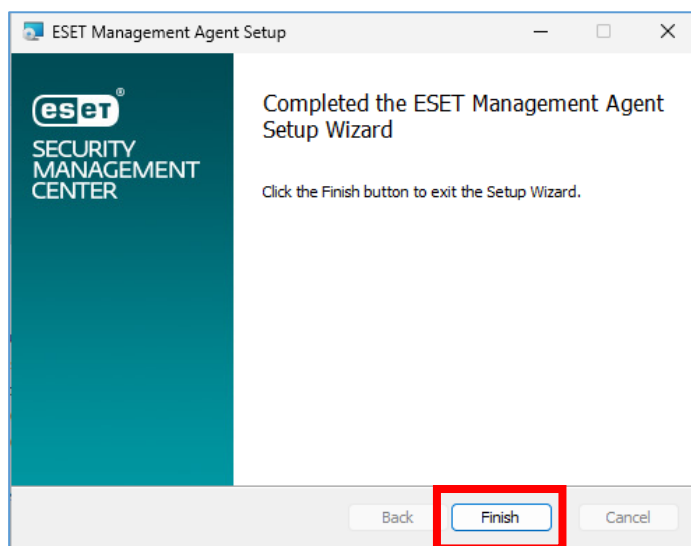 ESET Management Agent Setup
eseT®
SECURITY
MANAGEMENT
CENTER
Completed the ESET Management Agent
Setup Wizard
Click the Finish button to exit the Setup Wizard.
Back
Finish
Cancel